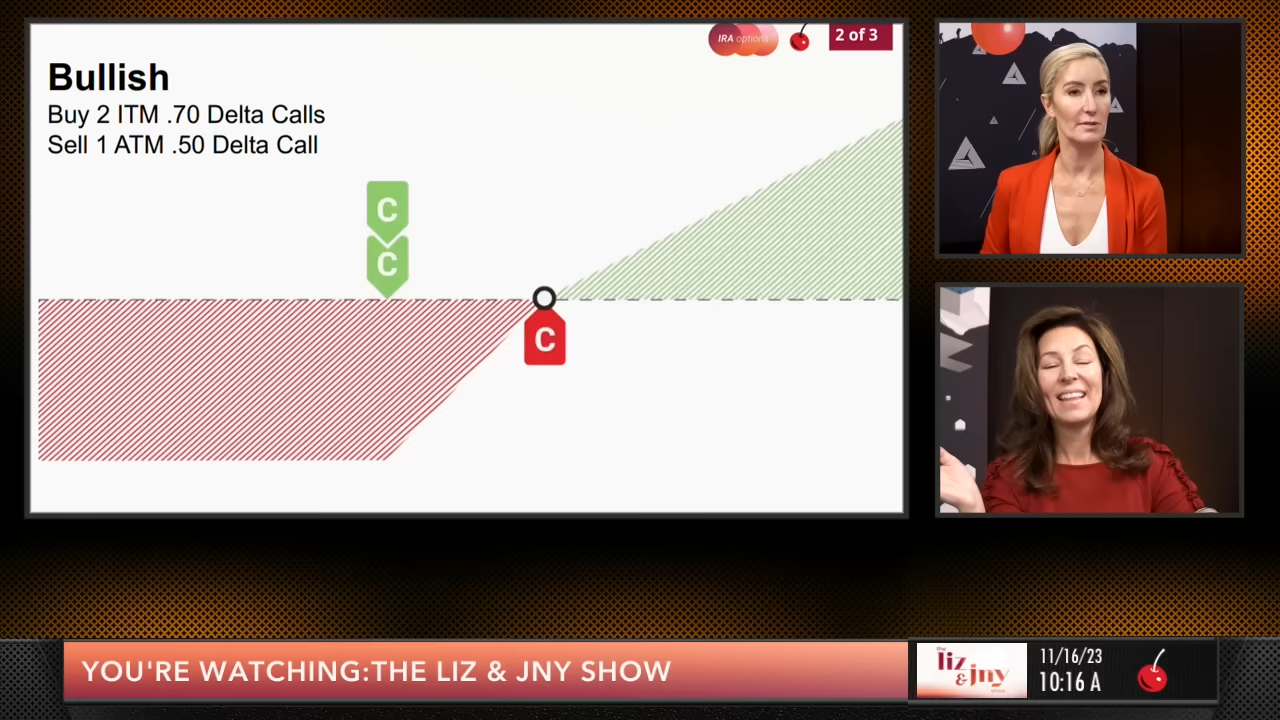 IRA options
2 of 3
Bullish
Buy 2 ITM .70 Delta Calls
Sell 1 ATM .50 Delta Call
C
C
C
YOU'RE WATCHING:THE LIZ & JNY SHOW
the
liz
&jny
show
11/16/23
10:16 A